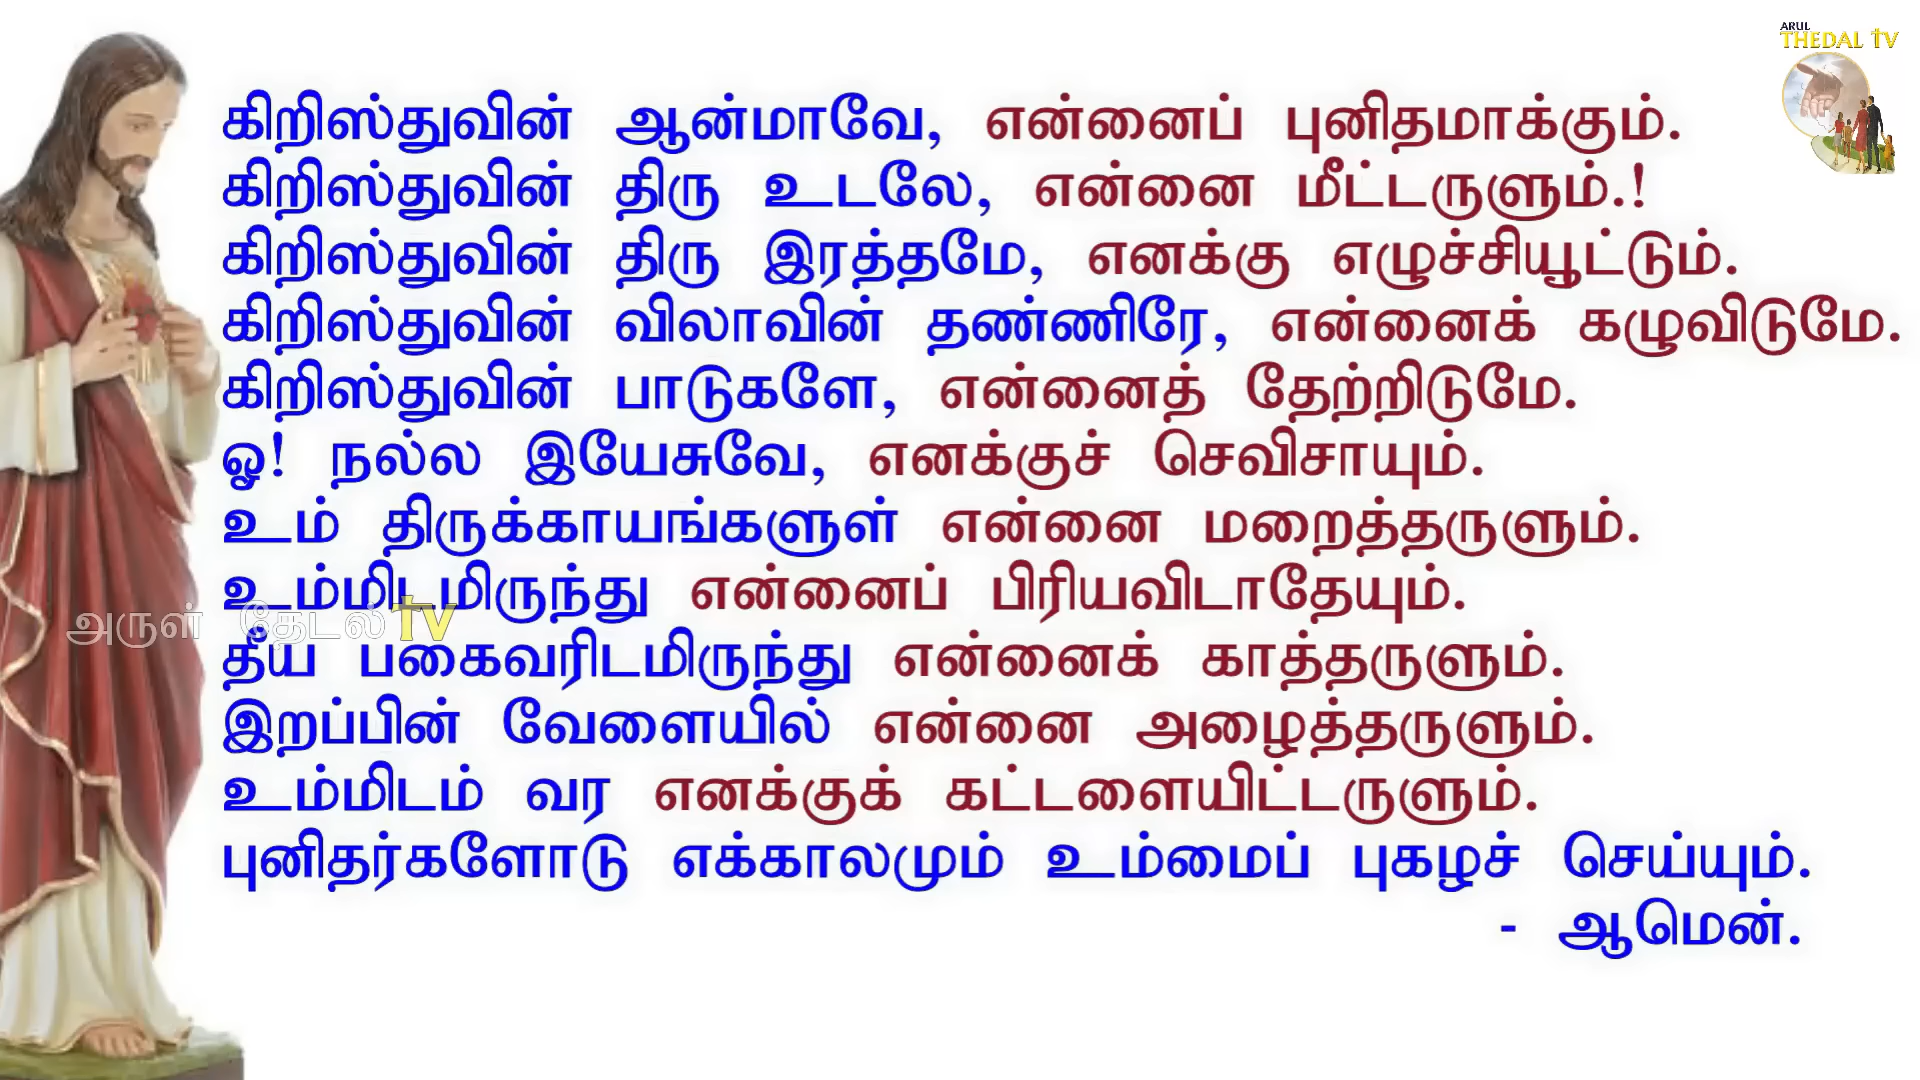 ARUL
THEDAL TV
கிறிஸ்துவின் ஆன்மாவே, என்னைப் புனிதமாக்கும்.
கிறிஸ்துவின் திரு உடலே, என்னை மீட்டருளும்.!
கிறிஸ்துவின் திரு இரத்தமே, எனக்கு எழுச்சியூட்டும்.
கிறிஸ்துவின் விலாவின் தண்ணிரே, என்னைக் கழுவிடுமே.
கிறிஸ்துவின் பாடுகளே, என்னைத் தேற்றிடுமே.
ஓ! நல்ல இயேசுவே, எனக்குச் செவிசாயும்.
உம் திருக்காயங்களுள் என்னை மறைத்தருளும்.
உம்மிடமிருந்து என்னைப் பிரியவிடாதேயும்.
அருள் தேடல் TV
தீய பகைவரிடமிருந்து என்னைக் காத்தருளும்.
இறப்பின் வேளையில் என்னை அழைத்தருளும்.
உம்மிடம் வர எனக்குக் கட்டளையிட்டருளும்.
புனிதர்களோடு எக்காலமும் உம்மைப் புகழச் செய்யும்.
- ஆமென்.